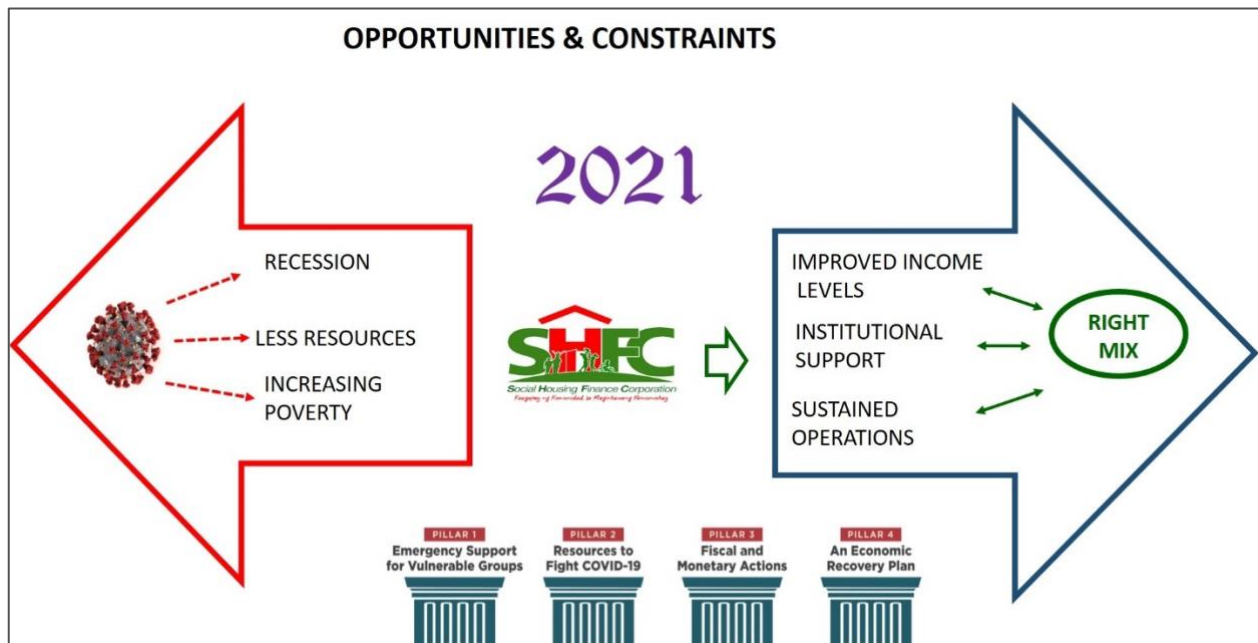 OPPORTUNITIES & CONSTRAINTS
2021
RECESSION
LESS RESOURCES
INCREASING
POVERTY
SHFC
Social Housing Finance Corporation
IMPROVED INCOME
LEVELS
INSTITUTIONAL
SUPPORT
SUSTAINED
OPERATIONS
RIGHT
MIX
PILLAR 1
Emergency Support
for Vulnerable Groups
PILLAR 2
Resources to
Fight COVID-19
PILLAR 3
Fiscal and
Monetary Actions
PILLAR 4
An Economic
Recovery Plan